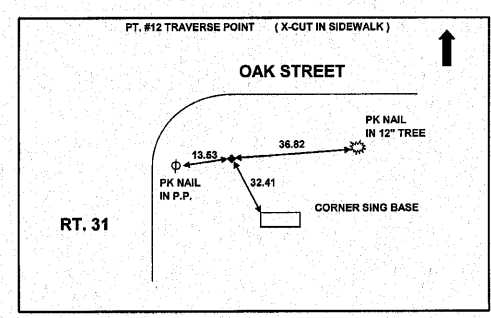 PT. #12 TRAVERSE POINT ( X-CUT IN SIDEWALK )
OAK STREET
PK NAIL
IN 12" TREE
36.82
13.53
PK NAIL
IN P.P.
32.41
CORNER SING BASE
RT. 31